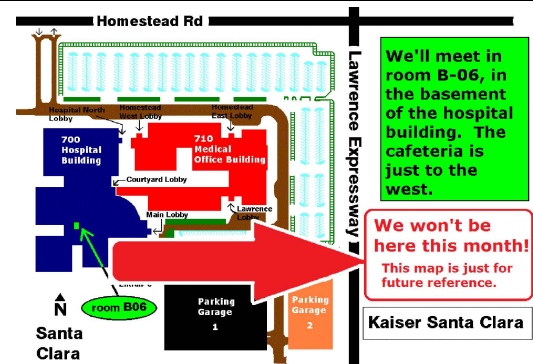 Homestead Rd
Hospital North
Lobby
Homestead
West Lobby
Homestead
East Lobby
700
Hospital
Building
710
Medical
Office Building
Courtyard Lobby
Main Lobby
Lawrence
Lobby
room B06
N
Santa
Clara
Parking
Garage
1
Parking
Garage
2
Lawrence Expressway
We'll meet in
room B-06, in
the basement
of the hospital
building. The
cafeteria is
just to the
west.
We won't be
here this month!
This map is just for
future reference.
Kaiser Santa Clara